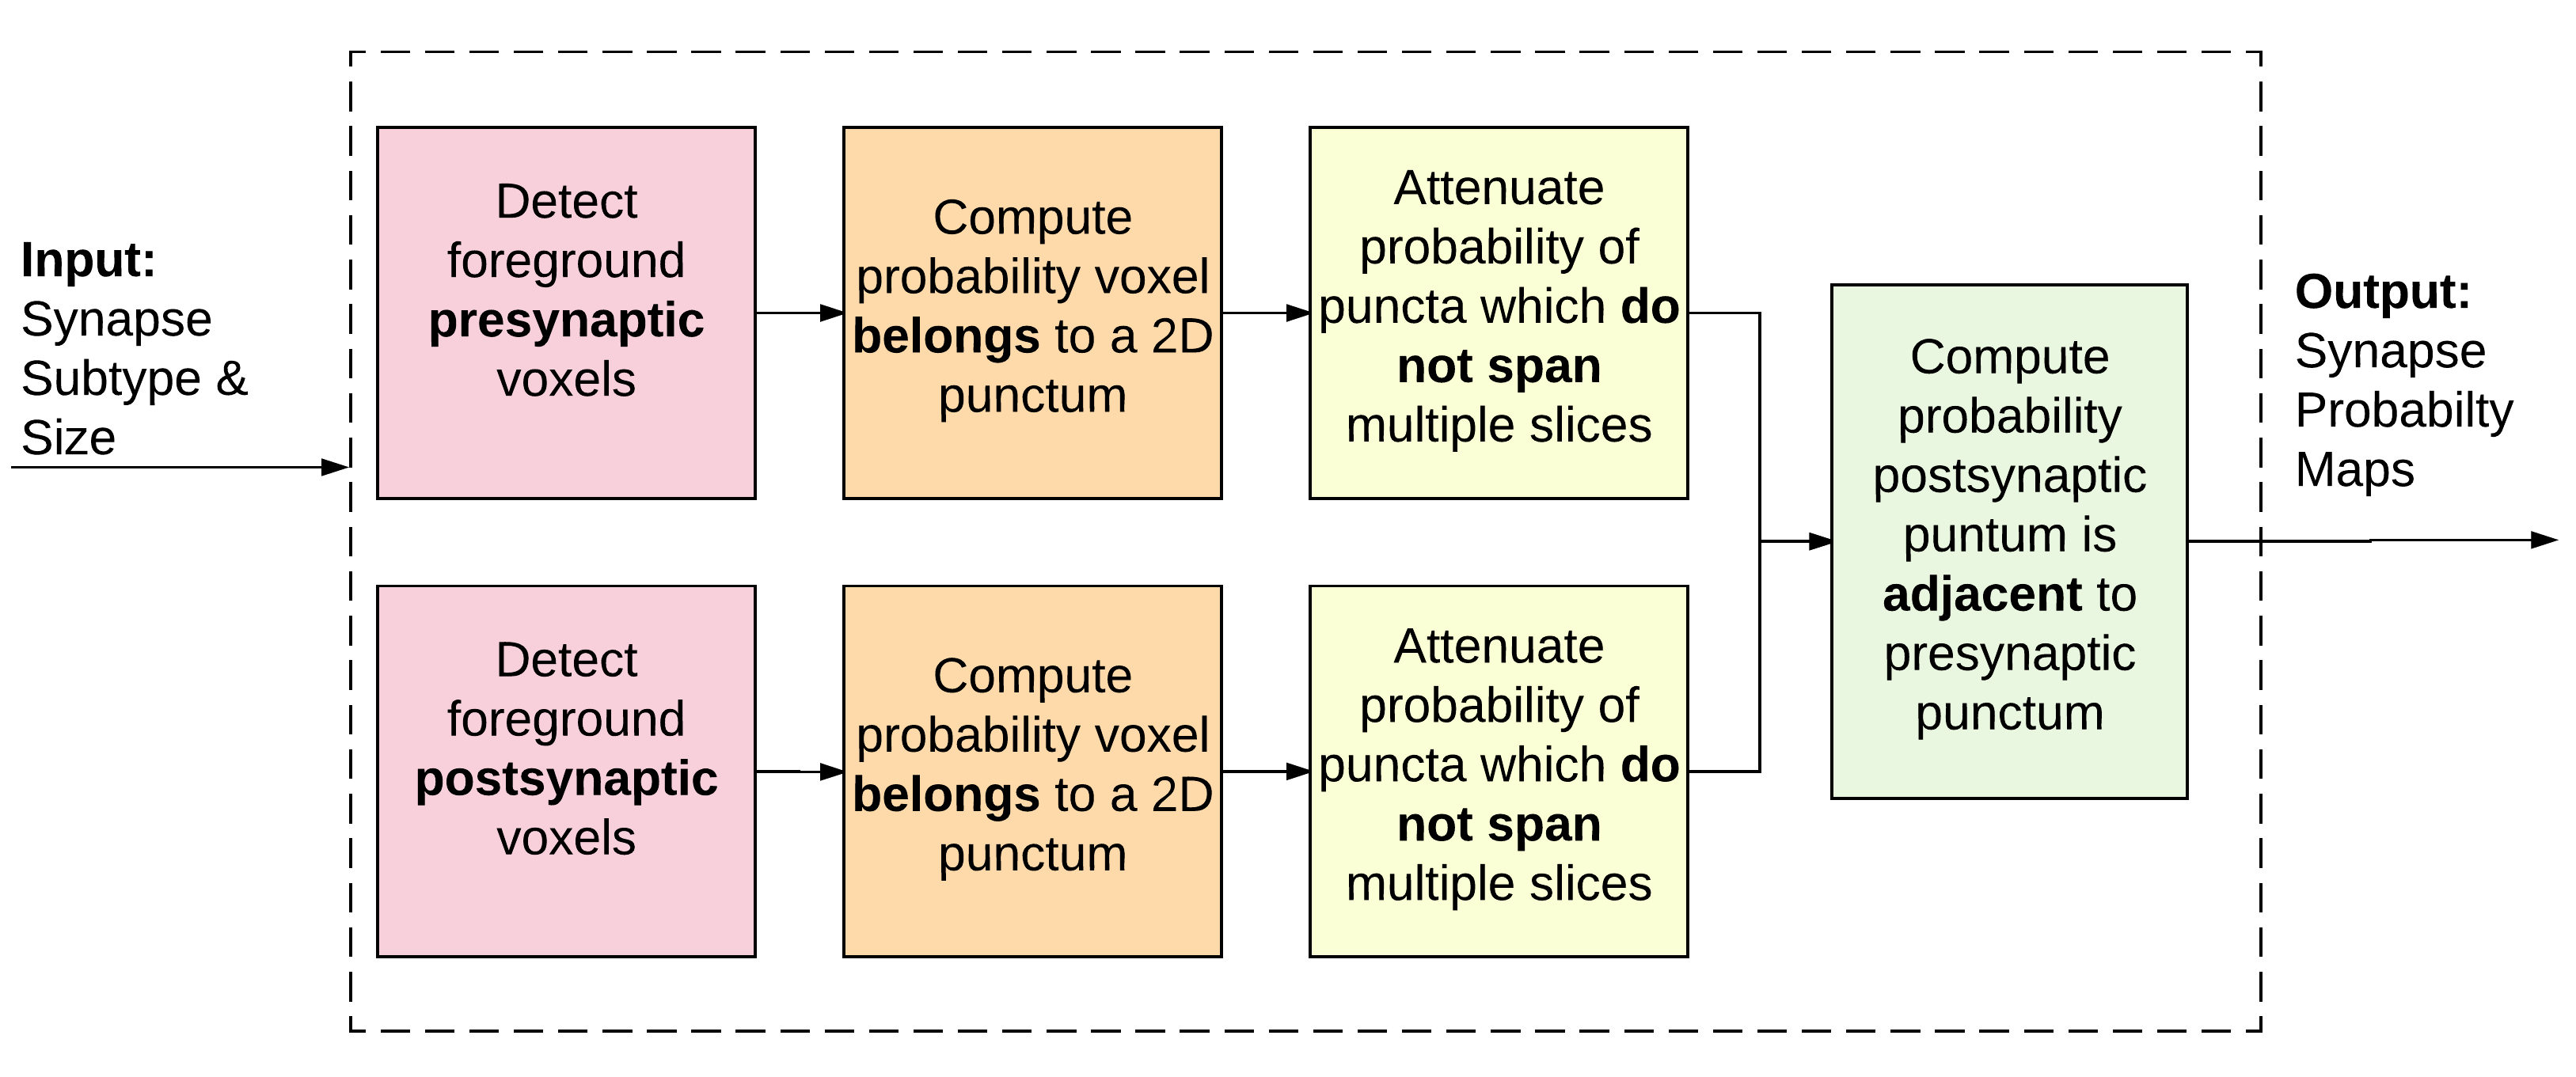 Input:
Synapse
Subtype &
Size
Detect
foreground
presynaptic
voxels
Compute
probability voxel
belongs to a 2D
punctum
Attenuate
probability of
puncta which do
not span
multiple slices
Detect
foreground
postsynaptic
voxels
Compute
probability voxel
belongs to a 2D
punctum
Attenuate
probability of
puncta which do
not span
multiple slices
Compute
probability
postsynaptic
puntum is
adjacent to
presynaptic
punctum
Output:
Synapse
Probabilty
Maps